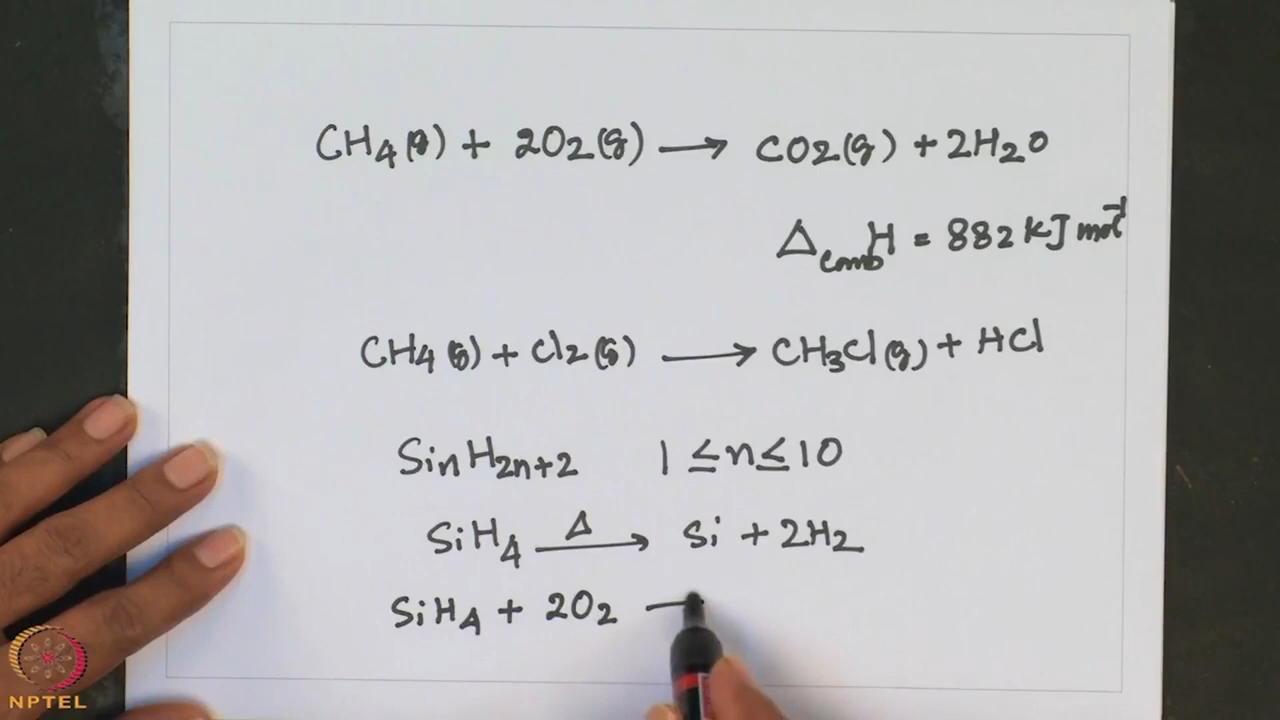 CH4(g) + 2O2(g) → CO2(g) + 2H2O
Δcomb H = 882 kJ mol⁻¹
CH4(g) + Cl2(g) → CH3Cl(g) + HCl
SinH2n+2 1 ≤ n ≤ 10
SiH4 Δ→ Si + 2H2
SiH4 + 2O2 —
NPTEL